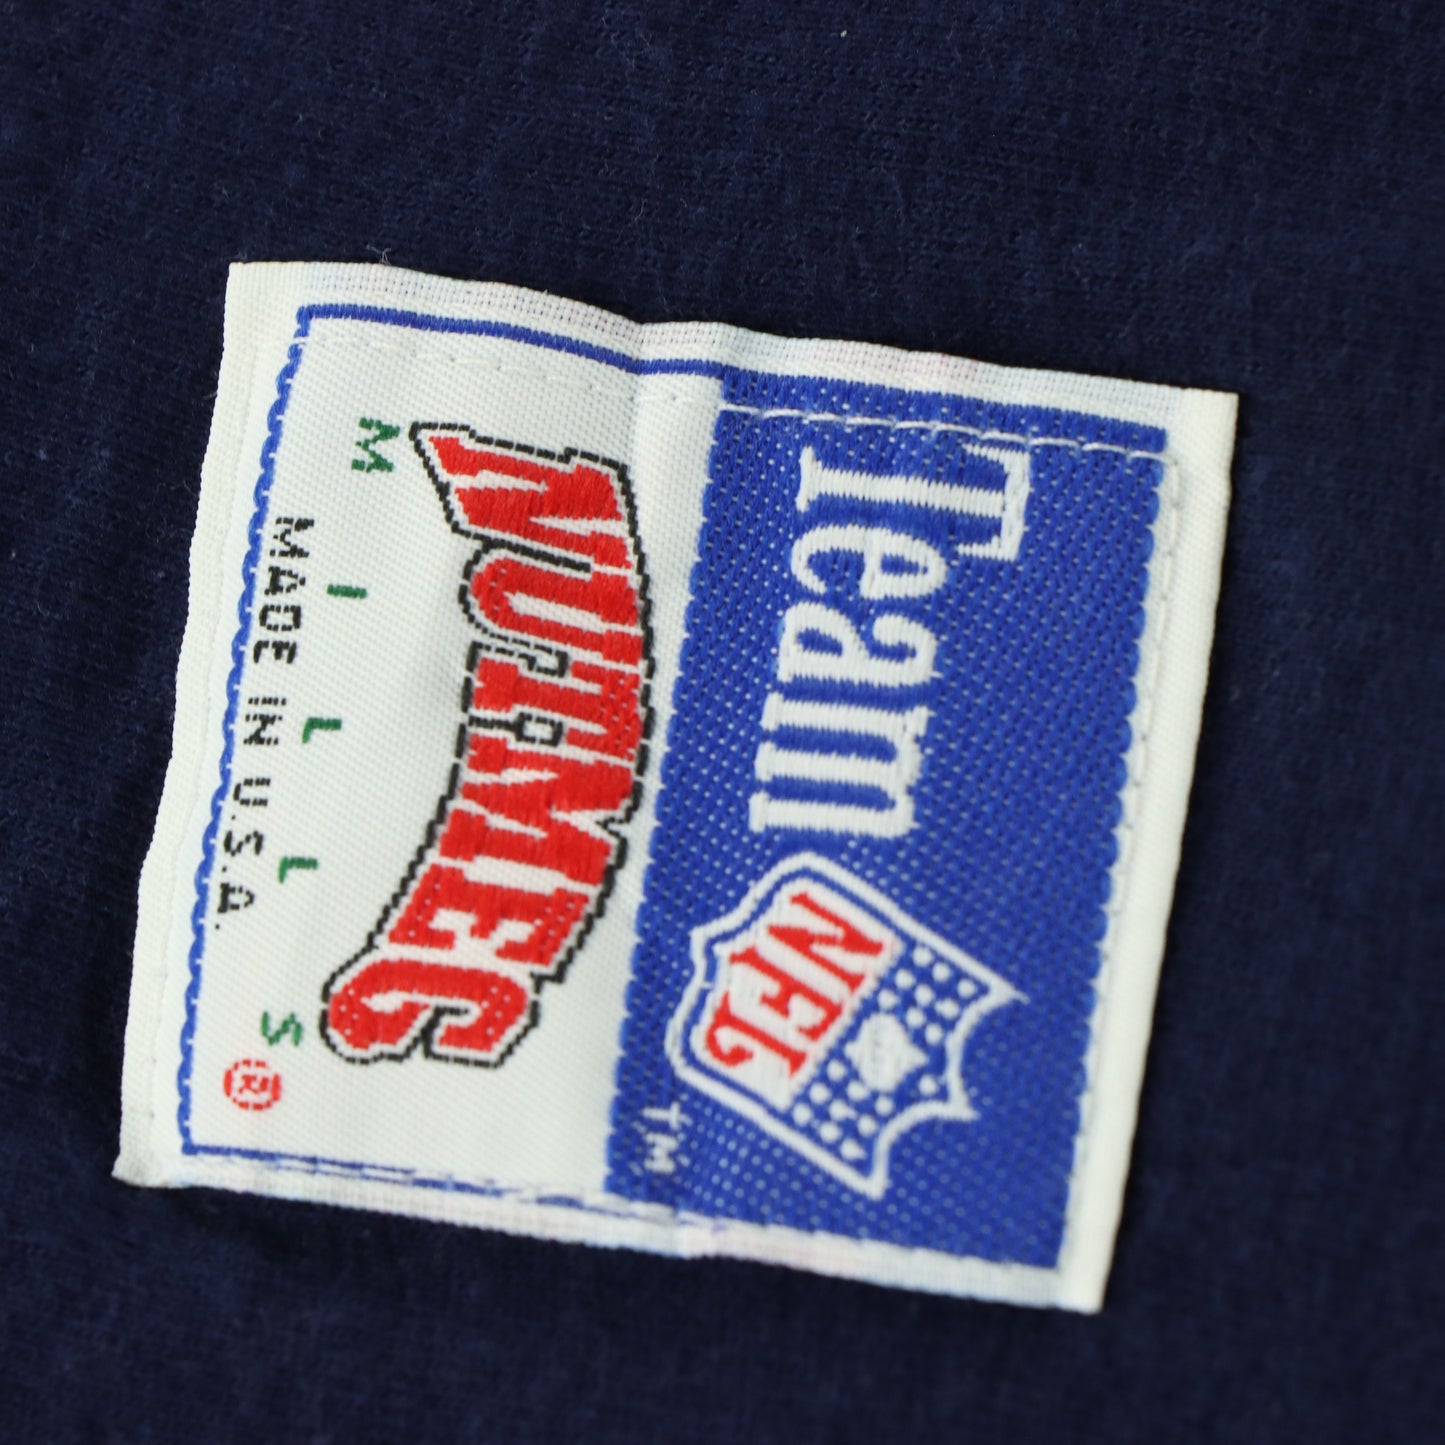 Team NFL
TM
NUTMEG
MILLS ®
MADE IN U.S.A.